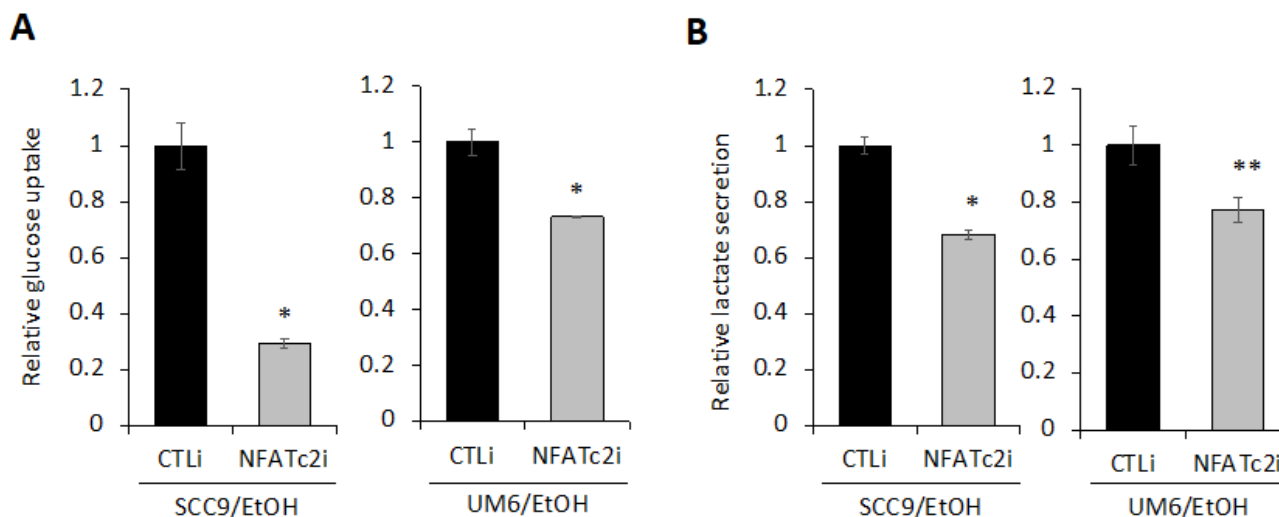 A
Relative glucose uptake
1.2
1
0.8
0.6
0.4
0.2
0
*
CTLi NFATc2i
SCC9/EtOH
1.2
1
0.8
0.6
0.4
0.2
0
*
CTLi NFATc2i
UM6/EtOH
B
Relative lactate secretion
1.2
1
0.8
0.6
0.4
0.2
0
*
CTLi NFATc2i
SCC9/EtOH
1.2
1
0.8
0.6
0.4
0.2
0
**
CTLi NFATc2i
UM6/EtOH